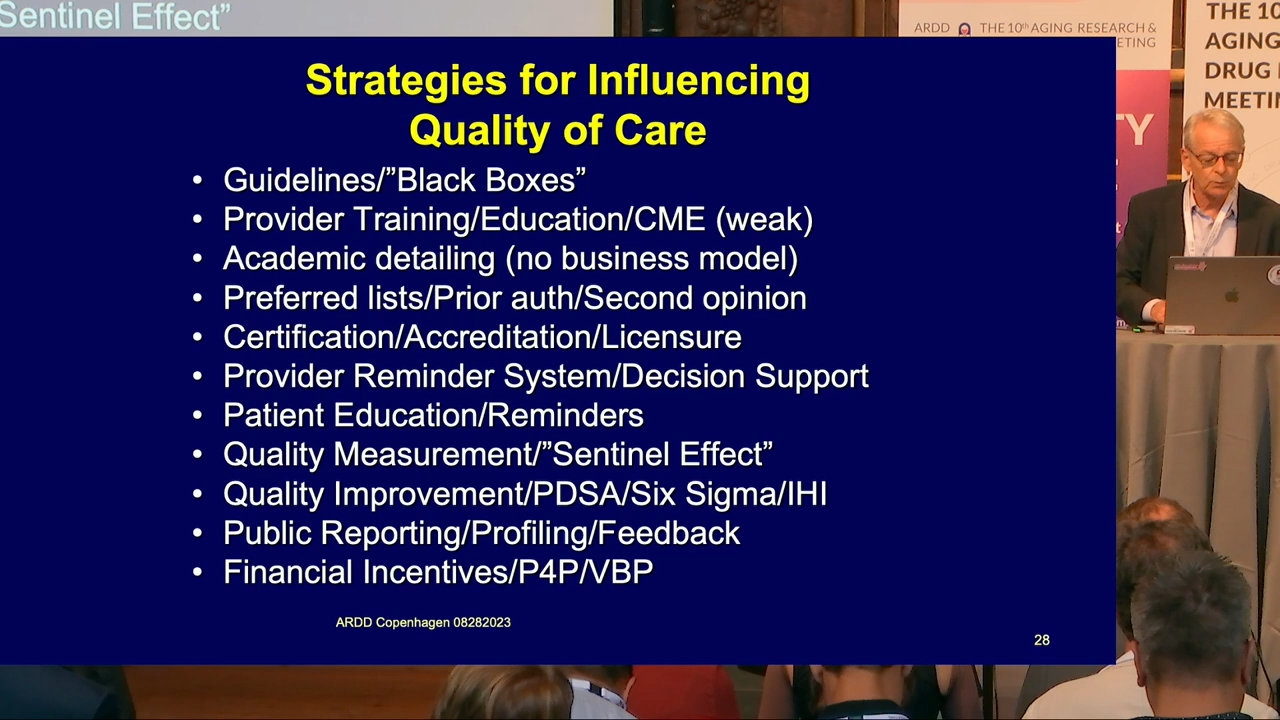 Sentinel Effect”
ARDD THE 10th AGING RESEARCH &
ETING
THE 10
AGING
DRUG
MEETIN
TY
Strategies for Influencing
Quality of Care
• Guidelines/”Black Boxes”
• Provider Training/Education/CME (weak)
• Academic detailing (no business model)
• Preferred lists/Prior auth/Second opinion
• Certification/Accreditation/Licensure
• Provider Reminder System/Decision Support
• Patient Education/Reminders
• Quality Measurement/”Sentinel Effect”
• Quality Improvement/PDSA/Six Sigma/IHI
• Public Reporting/Profiling/Feedback
• Financial Incentives/P4P/VBP
ARDD Copenhagen 08282023
28